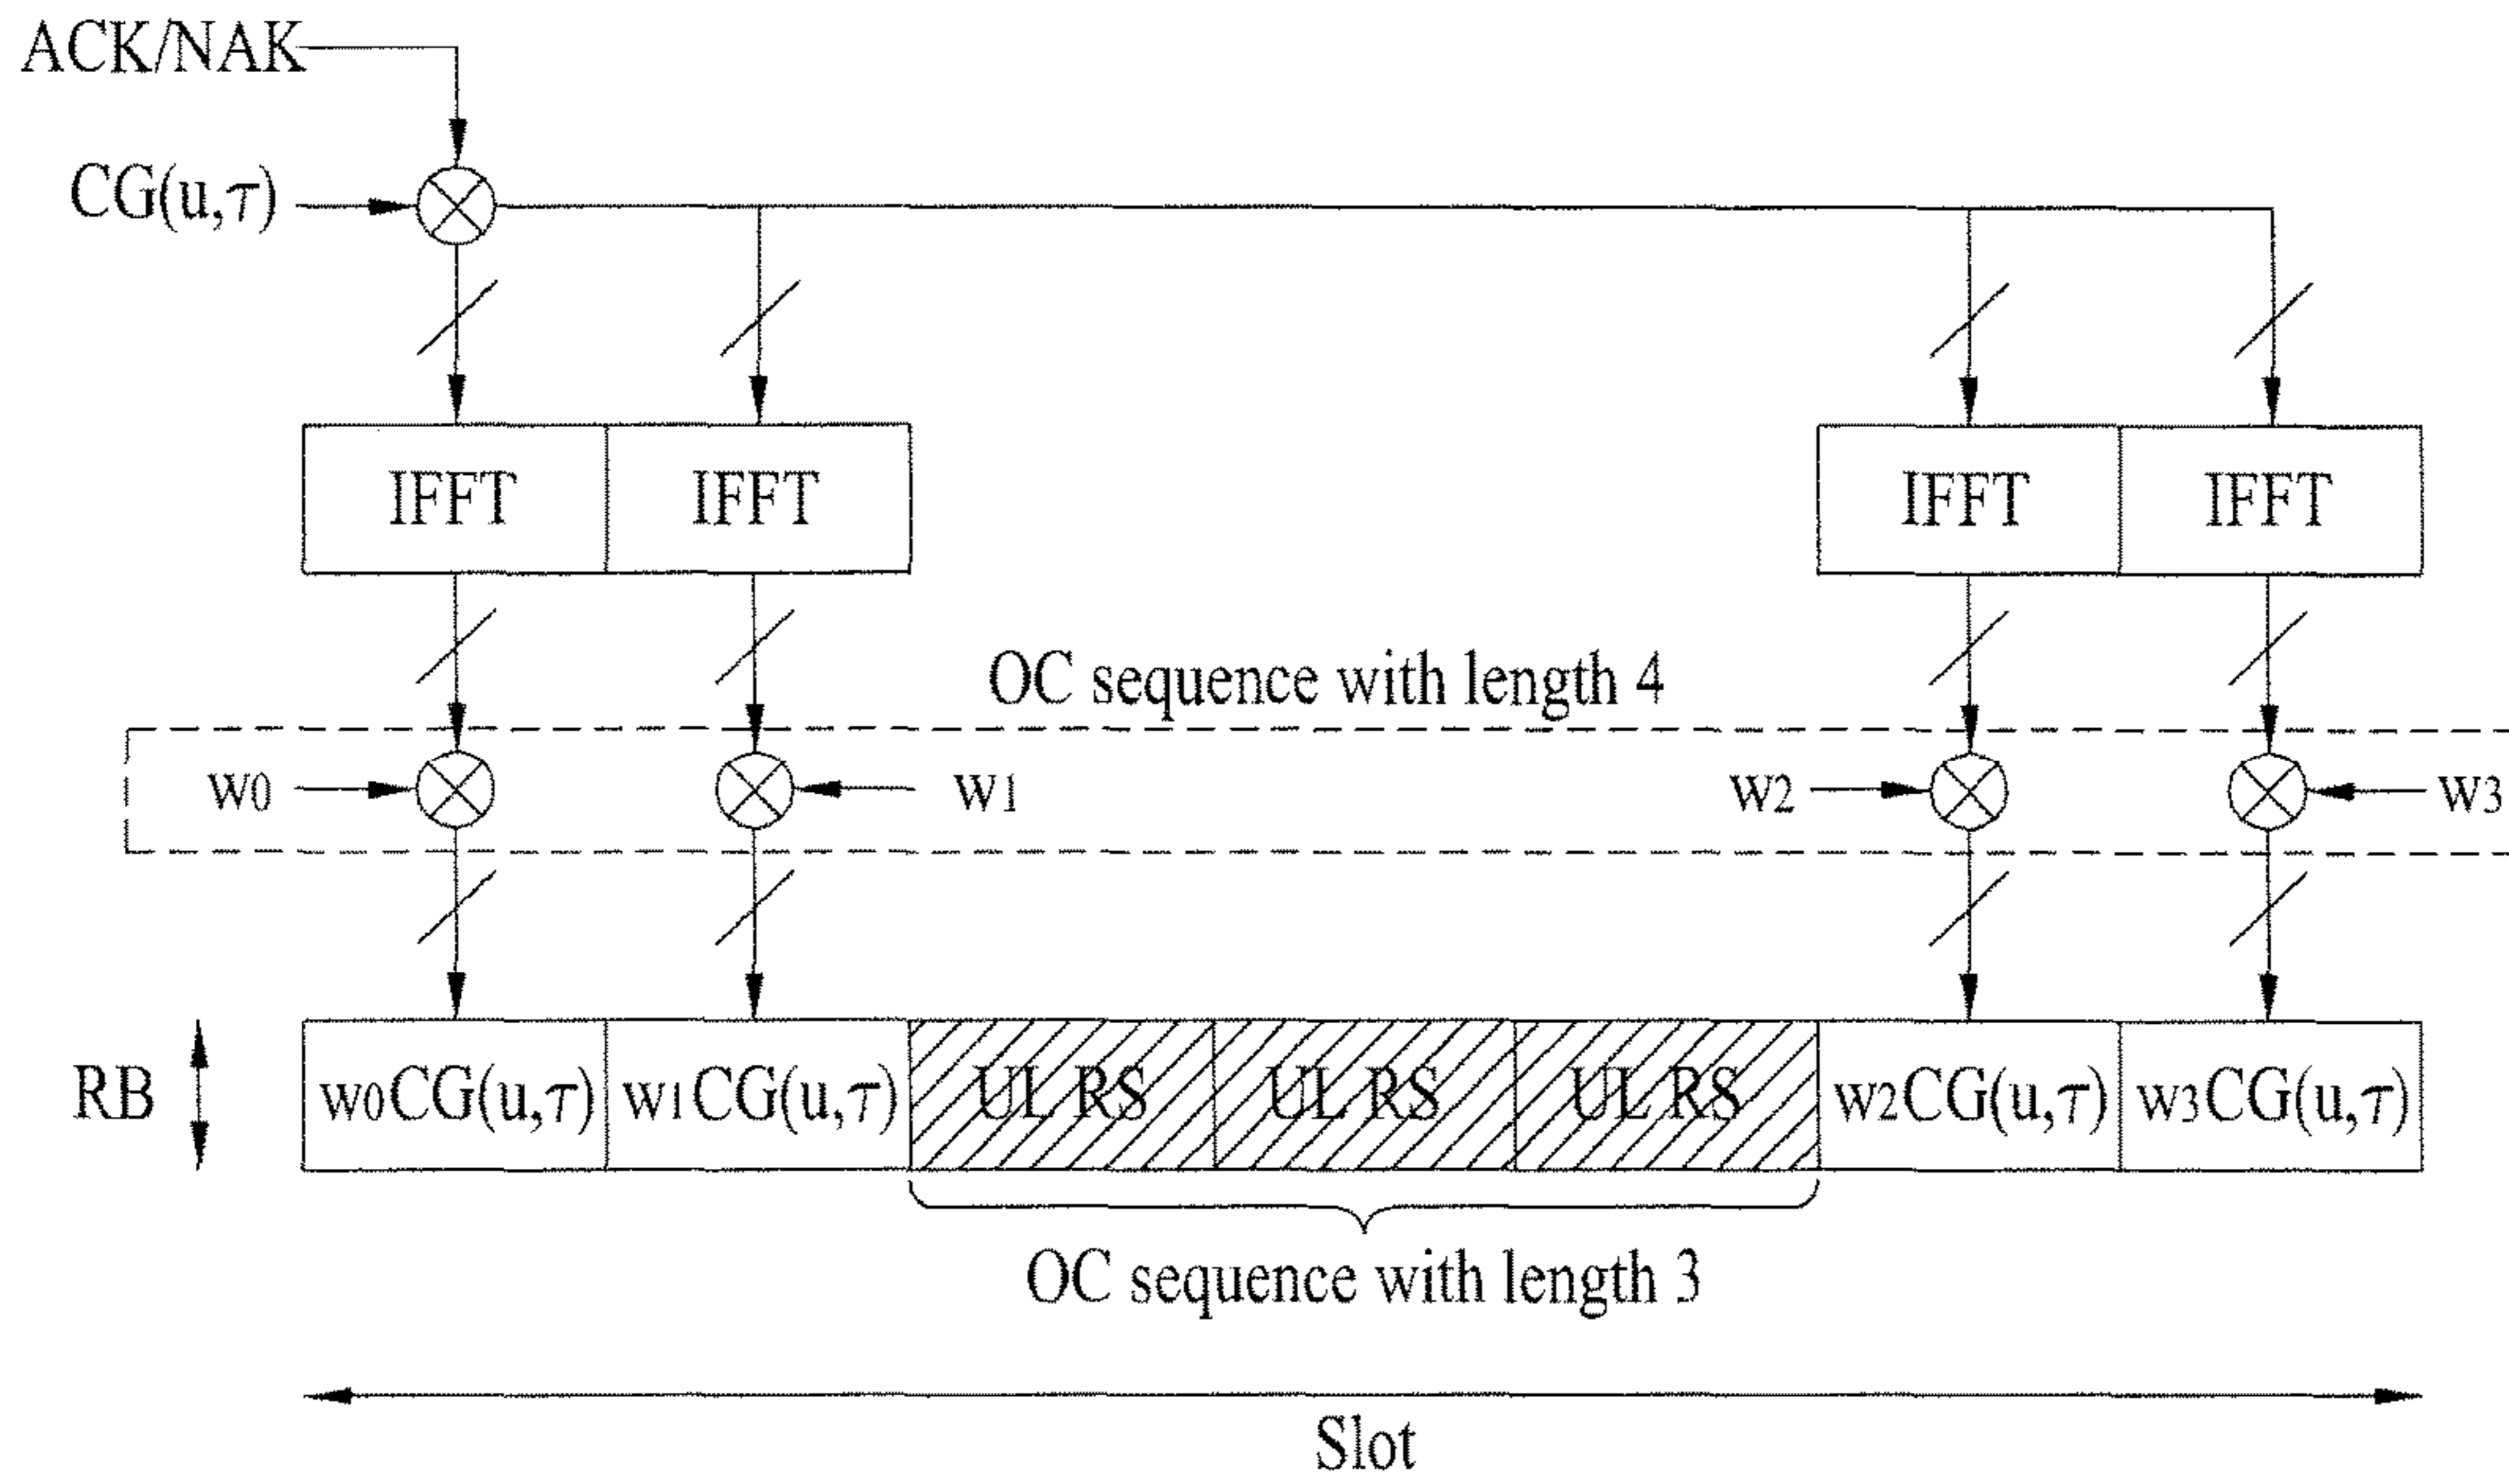 ACK/NAK
CG(u,τ)
IFFT IFFT IFFT IFFT
OC sequence with length 4
w0 w1 w2 w3
RB w0CG(u,τ) w1CG(u,τ) UL RS UL RS UL RS w2CG(u,τ) w3CG(u,τ)
OC sequence with length 3
Slot